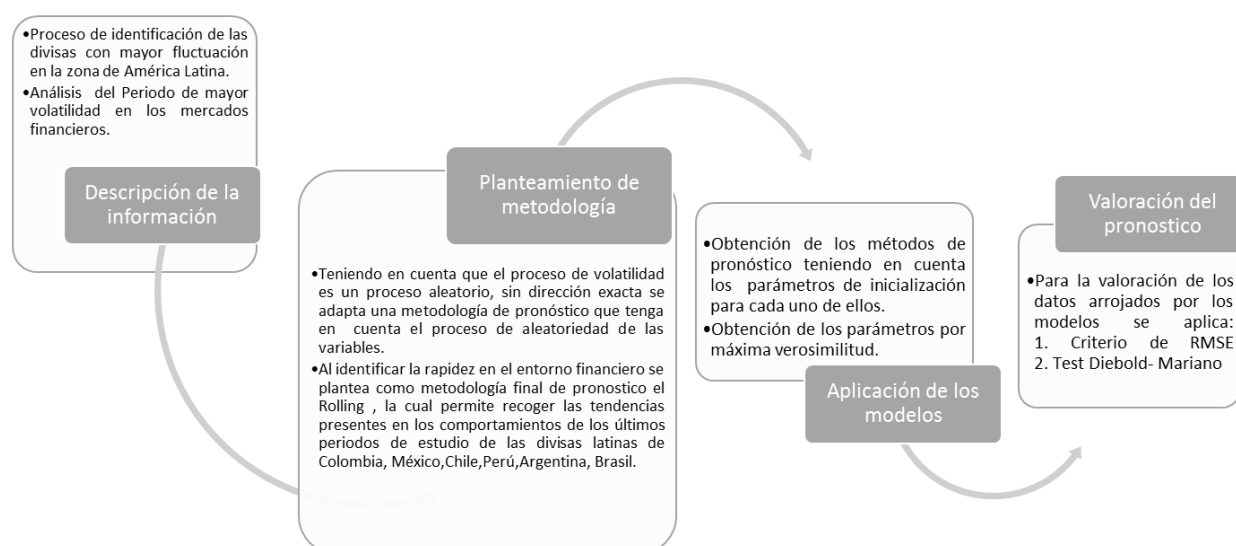 •Proceso de identificación de las
divisas con mayor fluctuación
en la zona de América Latina.
•Análisis del Periodo de mayor
volatilidad en los mercados
financieros.
Descripción de la
información
Planteamiento de
metodología
•Teniendo en cuenta que el proceso de volatilidad
es un proceso aleatorio, sin dirección exacta se
adapta una metodología de pronóstico que tenga
en cuenta el proceso de aleatoriedad de las
variables.
•Al identificar la rapidez en el entorno financiero se
plantea como metodología final de pronostico el
Rolling , la cual permite recoger las tendencias
presentes en los comportamientos de los últimos
periodos de estudio de las divisas latinas de
Colombia, México,Chile,Perú,Argentina, Brasil.
•Obtención de los métodos de
pronóstico teniendo en cuenta
los parámetros de inicialización
para cada uno de ellos.
•Obtención de los parámetros por
máxima verosimilitud.
Aplicación de los
modelos
Valoración del
pronostico
•Para la valoración de los
datos arrojados por los
modelos se aplica:
1. Criterio de RMSE
2. Test Diebold- Mariano